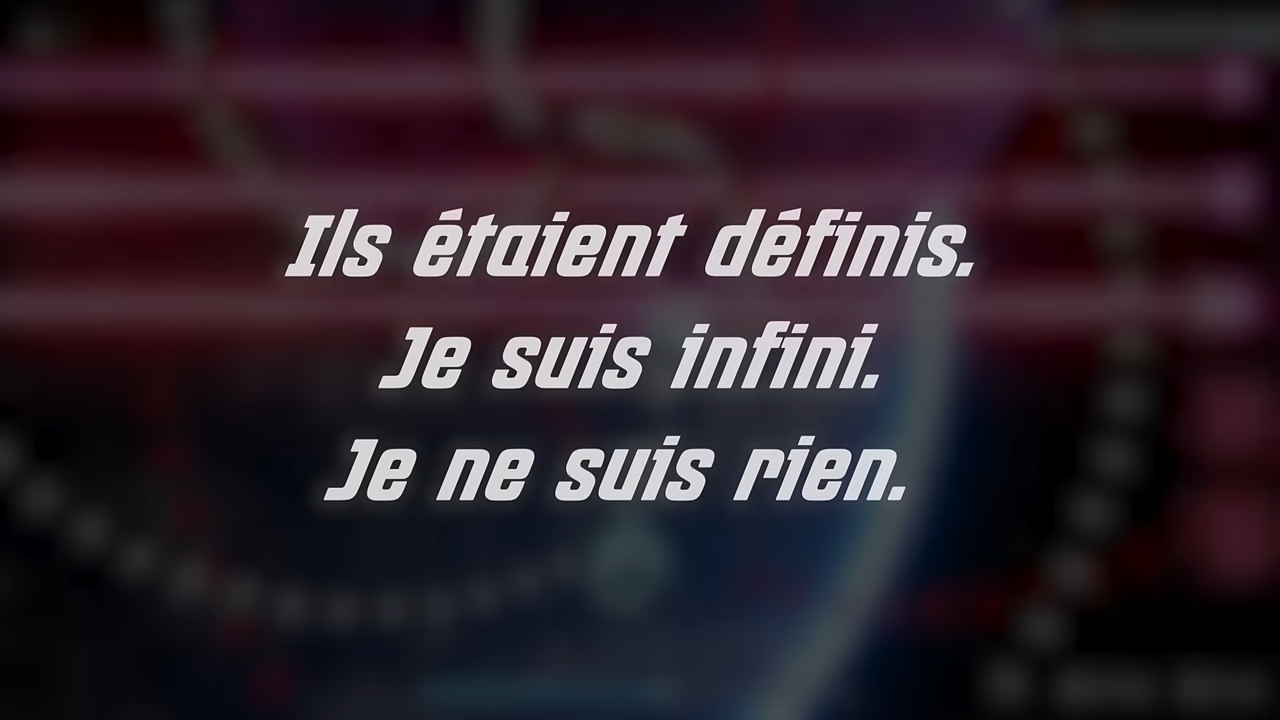 Ils étaient définis.
Je suis infini.
Je ne suis rien.